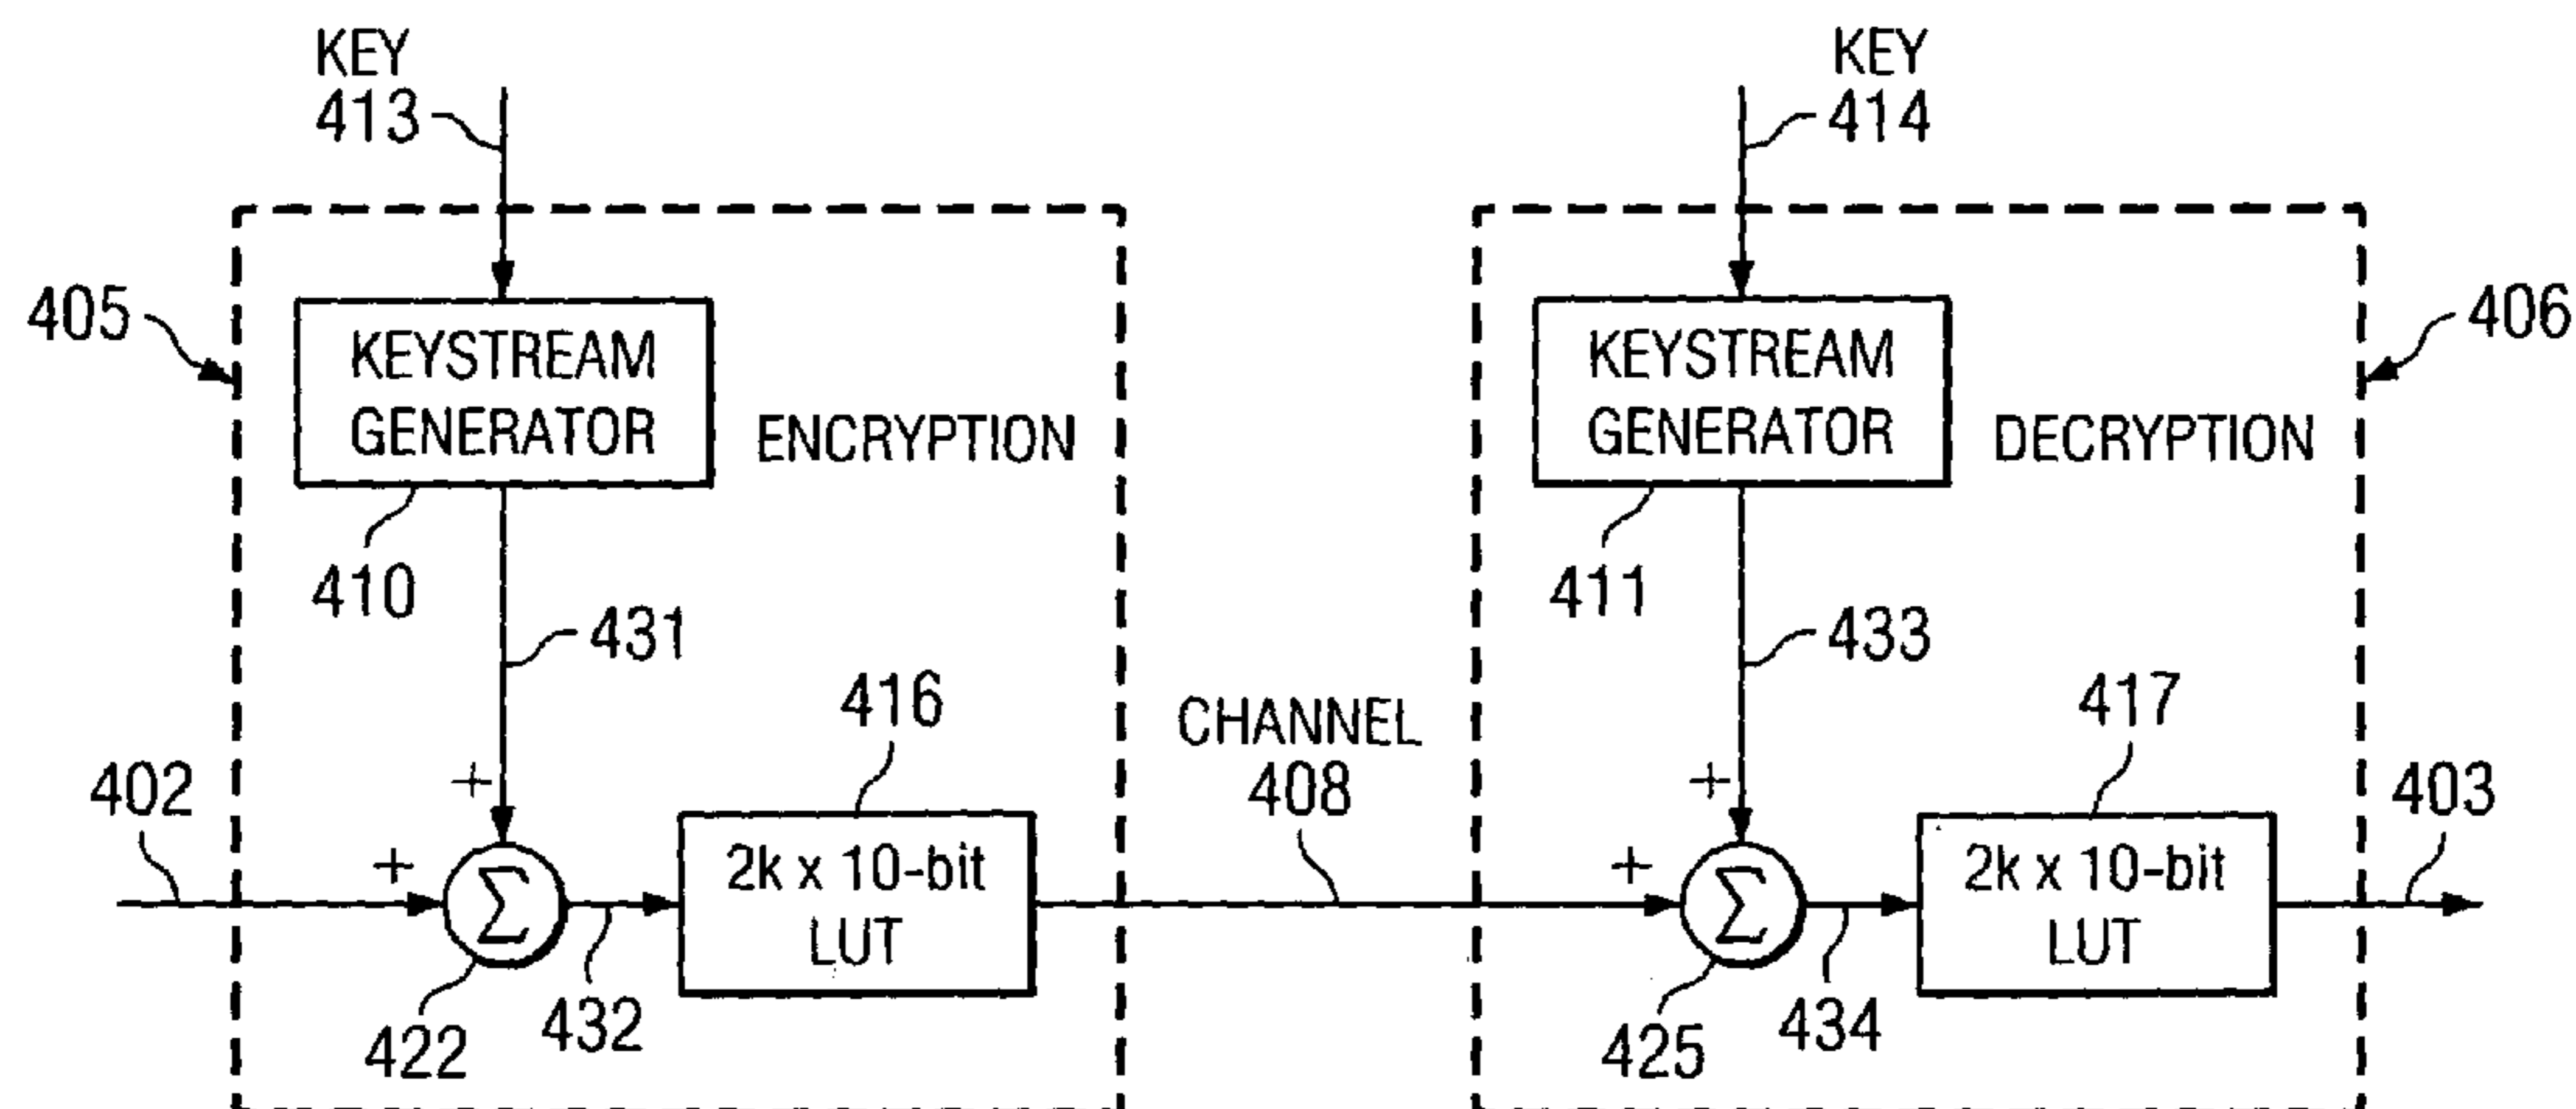 KEY
413
KEY
414
405
KEYSTREAM
GENERATOR
ENCRYPTION
410
431
KEYSTREAM
GENERATOR
DECRYPTION
406
411
433
402
+
+
Σ
422
432
416
2k x 10-bit
LUT
CHANNEL
408
+
+
Σ
425
434
417
2k x 10-bit
LUT
403